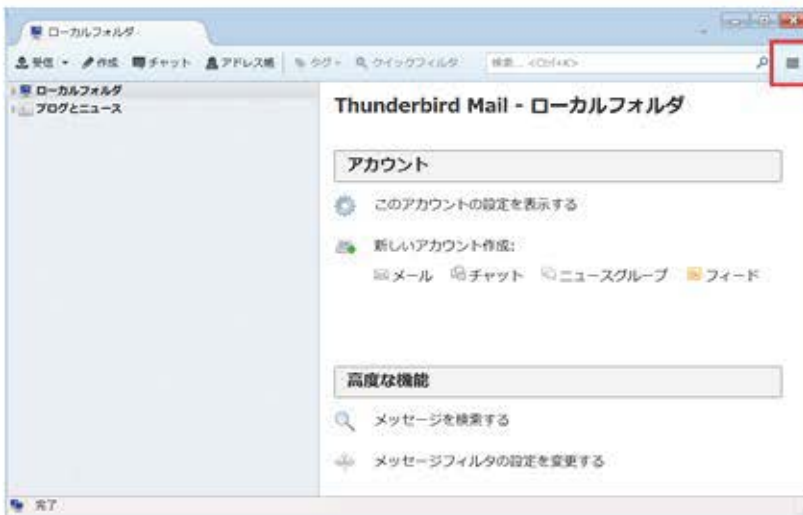 ローカルフォルダ
受信 作成 チャット アドレス帳 タグ クイックフィルタ 検索... <Ctrl+K>
ローカルフォルダ
ブログとニュース
Thunderbird Mail - ローカルフォルダ
アカウント
このアカウントの設定を表示する
新しいアカウント作成:
メール チャット ニュースグループ フィード
高度な機能
メッセージを検索する
メッセージフィルタの設定を変更する
完了